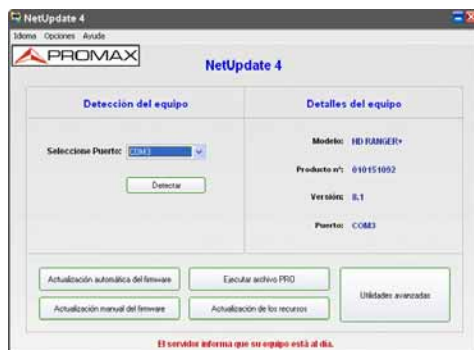 NetUpdate 4
Idioma Opciones Ayuda
PROMAX
NetUpdate 4
Detección del equipo
Detalles del equipo
Seleccione Puerto: COM3
Detectar
Modelo: HD RANGER+
Producto nº: 010151092
Versión: 8.1
Puerto: COM3
Actualización automática del firmware
Ejecutar archivo PRO
Utilidades avanzadas
Actualización manual del firmware
Actualización de los recursos
El servidor informa que su equipo está al día.